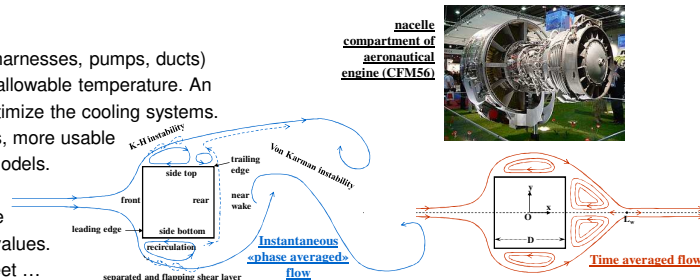 nacelle
compartment of
aeronautical
engine (CFM56)
harnesses, pumps, ducts)
allowable temperature. An
timize the cooling systems.
s, more usable
odels.
e
values.
eet …
K-H instability
side top
trailing
edge
Von Karman instability
front
rear
near
wake
leading edge
side bottom
recirculation
Instantaneous
«phase averaged»
flow
separated and flapping shear layer
y
x
O
L w
D
Time averaged flow